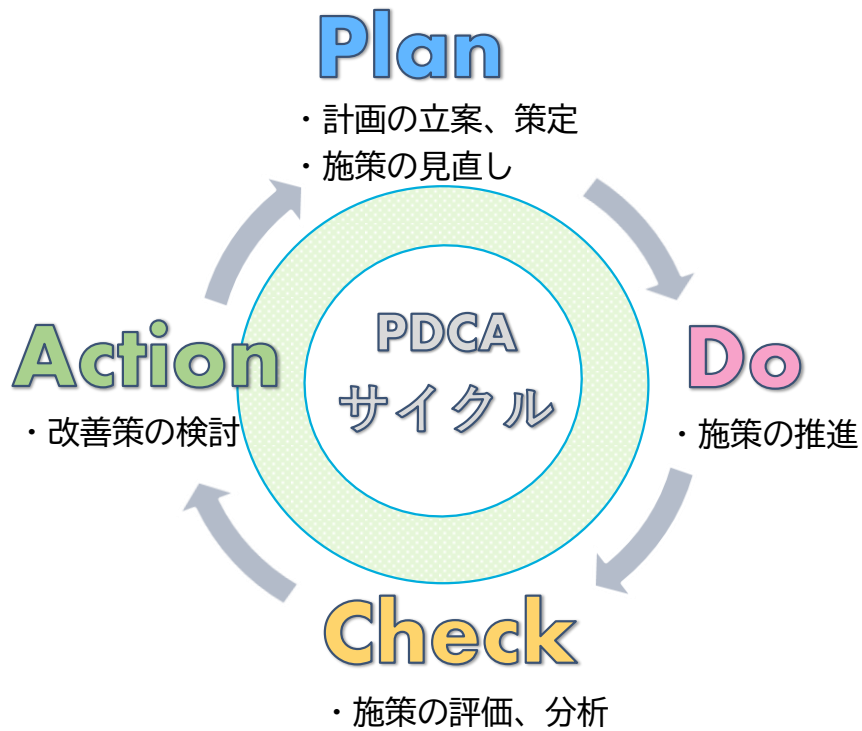 Plan
・計画の立案、策定
・施策の見直し
PDCA
サイクル
Do
・施策の推進
Check
・施策の評価、分析
Action
・改善策の検討